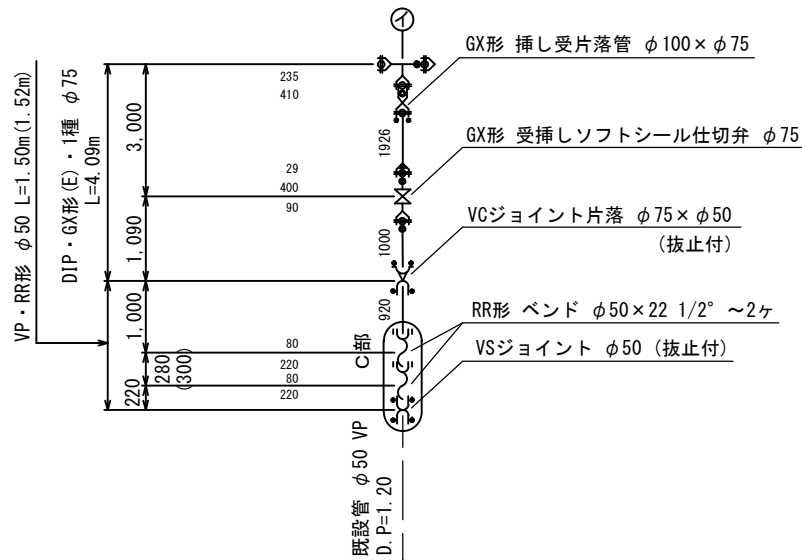 イ
GX形 挿し受片落管 φ100×φ75
235
410
3,000
1926
GX形 受挿しソフトシール仕切弁 φ75
29
400
90
VP・RR形 φ50 L=1.50m(1.52m)
DIP・GX形(E)・1種 φ75
L=4.09m
1,090
1000
VCジョイント片落 φ75×φ50
(抜止付)
1,000
920
RR形 ベンド φ50×22 1/2° ～2ヶ
C部
80
VSジョイント φ50 (抜止付)
220
280
(300)
80
220
220
既設管 φ50 VP
D.P=1.20